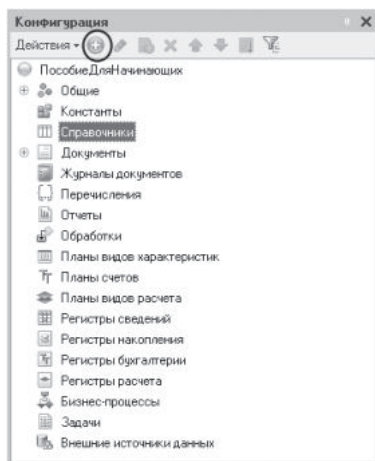 Конфигурация
Действия
ПособиеДляНачинающих
Общие
Константы
Справочники
Документы
Журналы документов
Перечисления
Отчеты
Обработки
Планы видов характеристик
Планы счетов
Планы видов расчета
Регистры сведений
Регистры накопления
Регистры бухгалтерии
Регистры расчета
Бизнес-процессы
Задачи
Внешние источники данных